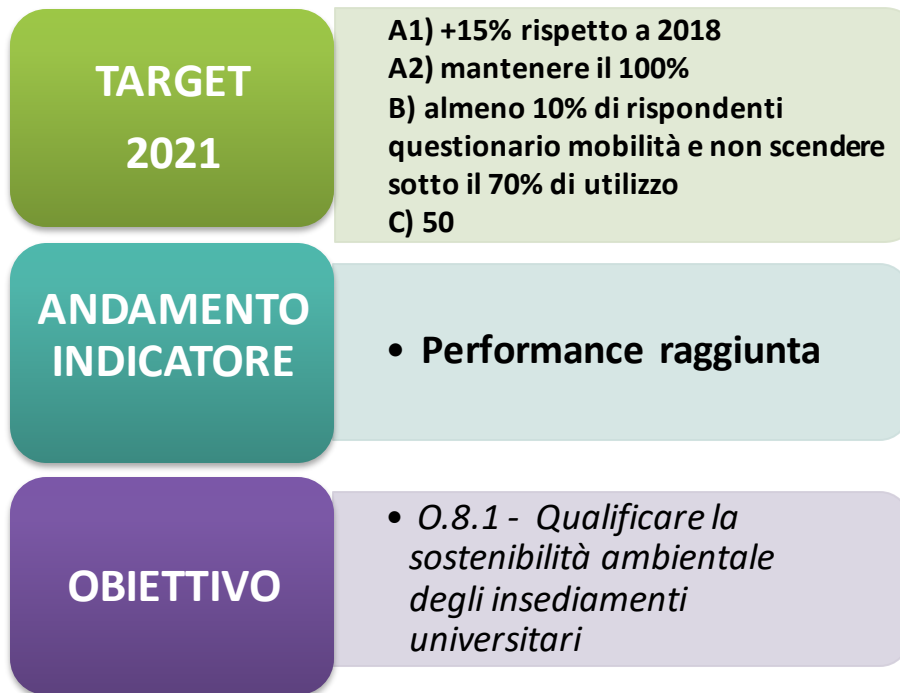 TARGET
2021
A1) +15% rispetto a 2018
A2) mantenere il 100%
B) almeno 10% di rispondenti
questionario mobilità e non scendere
sotto il 70% di utilizzo
C) 50
ANDAMENTO
INDICATORE
• Performance raggiunta
OBIETTIVO
• O.8.1 - Qualificare la
sostenibilità ambientale
degli insediamenti
universitari